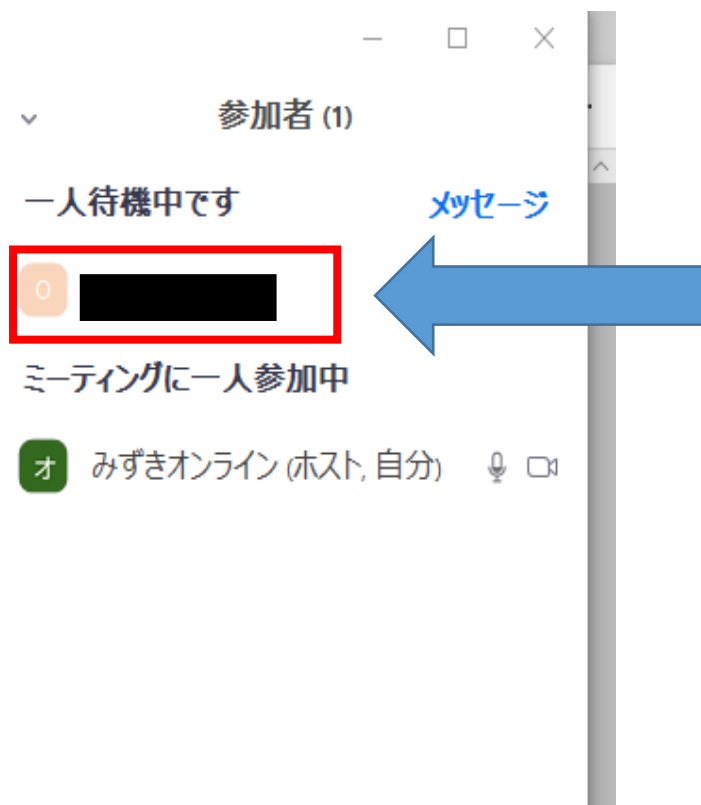 参加者 (1)
一人待機中です メッセージ
O
ミーティングに一人参加中
オ みずきオンライン (ホスト, 自分)